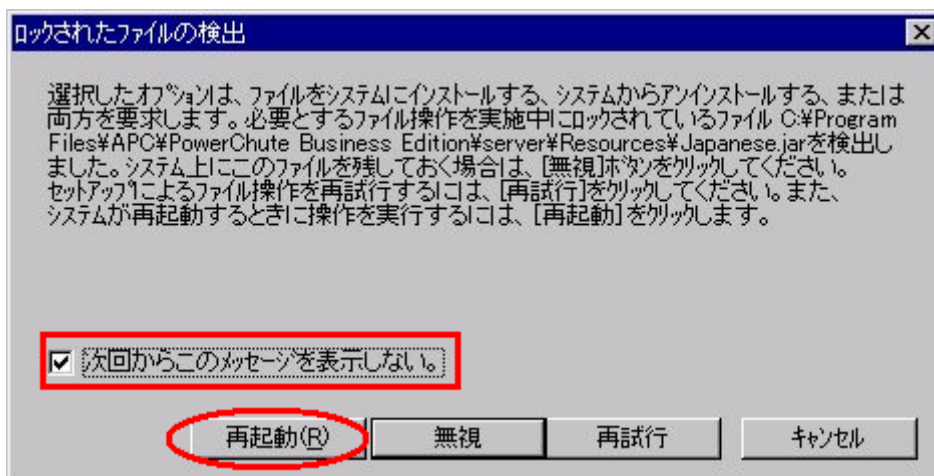 ロックされたファイルの検出
選択したオプションは、ファイルをシステムにインストールする、システムからアンインストールする、または
両方を要求します。必要とするファイル操作を実施中にロックされているファイル C:¥Program
Files¥APC¥PowerChute Business Edition¥server¥Resources¥Japanese.jarを検出し
ました。システム上にこのファイルを残しておく場合は、[無視]ボタンをクリックしてください。
セットアップによるファイル操作を再試行するには、[再試行]をクリックしてください。また、
システムが再起動するときに操作を実行するには、[再起動]をクリックします。
次回からこのメッセージを表示しない。
再起動(R) 無視 再試行 キャンセル